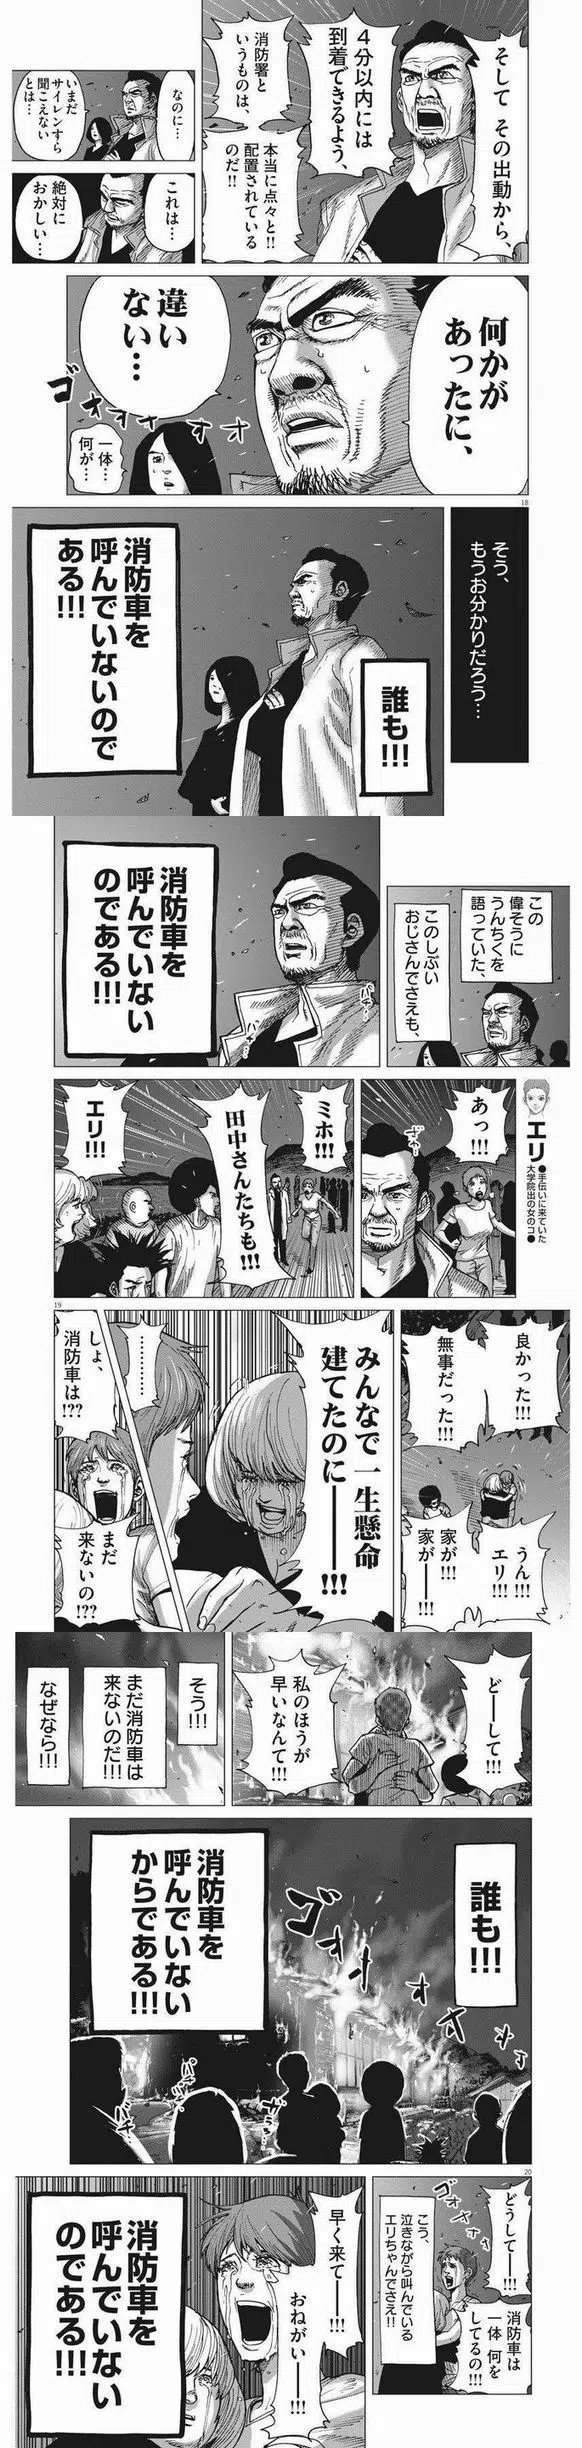 そして その出動から、
4分以内には
到着できるよう、
消防署と
いうものは、
本当に点々と!!
配置されている
のだ!!
なのに…
いまだ
サイレンすら
聞こえない
とは…
これは…
絶対に
おかしい…
何かが
あったに、
違い
ない…
ゴオオオオ
一体…
何が…
18
そう、
もうお分かりだろう…
誰も!!!
消防車を
呼んでいないので
ある!!!
この
偉そうに
うんちくを
語っていた、
このしぶい
おじさんでさえも、
消防車を
呼んでいない
のである!!!
エリ
●手伝いに来ていた
大学院出の女のコ●
あっ!!!
ミホ!!!
田中さんたちも!!!
エリ!!!
19
良かった!!!
無事だった!!!
うん!!!
エリ!!!
家が!!!
家が――!!!
みんなで一生懸命
建てたのに――!!!
………
しょ、
消防車は!??
まだ
来ないの!??
どーして!!!
私のほうが
早いなんて!!!
そう!!!
まだ消防車は
来ないのだ!!!
なぜなら!!!
誰も!!!
消防車を
呼んでいない
からである!!!
ゴオオオオ
20
どうして――!!!
消防車は
一体 何を
してるの!!!
ゴオオオ
こう、
泣きながら叫んでいる
エリちゃんでさえ!!
早く来て――!!!
おねがい――!!!
消防車を
呼んでいない
のである!!!